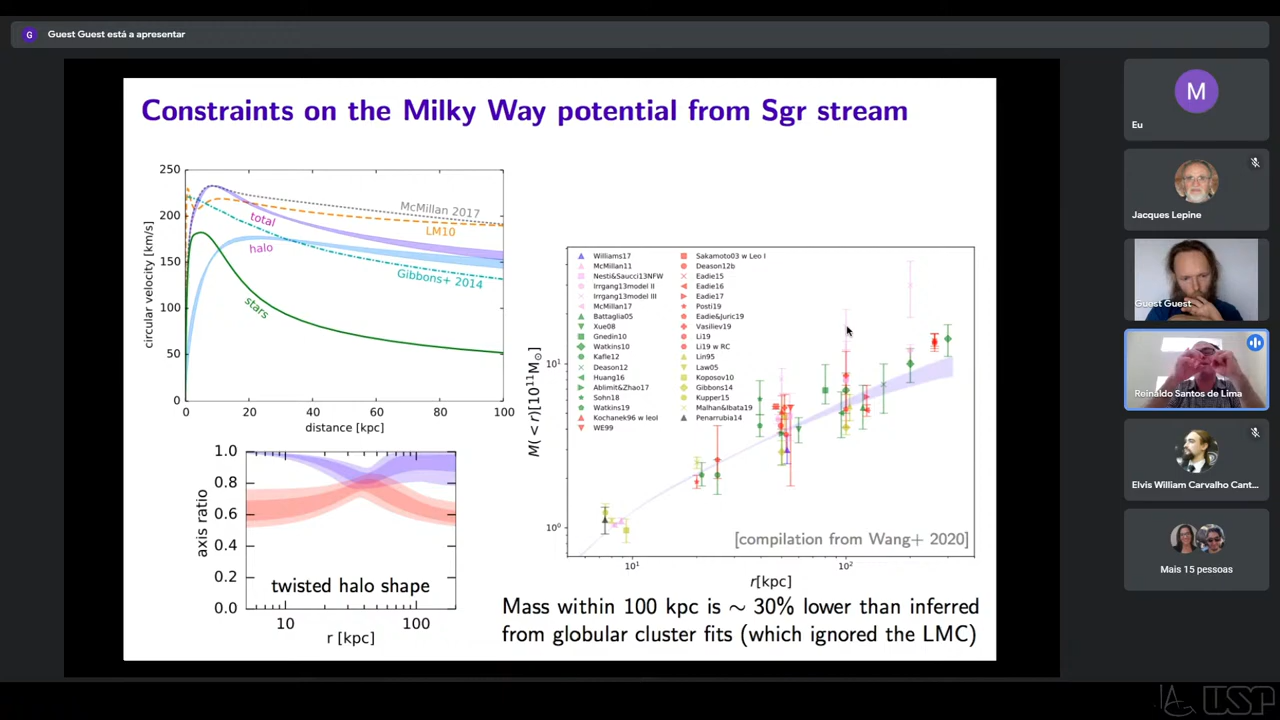 G Guest Guest está a apresentar
Constraints on the Milky Way potential from Sgr stream
250
200
150
100
50
0
circular velocity [km/s]
McMillan 2017
LM10
total
halo
Gibbons+ 2014
stars
0 20 40 60 80 100
distance [kpc]
1.0
0.8
0.6
0.4
0.2
0.0
axis ratio
twisted halo shape
10 100
r [kpc]
Williams17
McMillan11
Nesti&Saucci13NFW
Irrgang13model II
Irrgang13model III
McMillan17
Battaglia05
Xue08
Gnedin10
Watkins10
Kafle12
Deason12
Huang16
Ablimit&Zhao17
Sohn18
Watkins19
Kochanek96 w leoI
WE99
Sakamoto03 w Leo I
Deason12b
Eadie15
Eadie16
Eadie17
Posti19
Eadie&Juric19
Vasiliev19
Li19
Li19 w RC
Lin95
Law05
Koposov10
Gibbons14
Kupper15
Malhan&Ibata19
Penarrubia14
M(< r)[10¹¹M☉]
10¹
10⁰
[compilation from Wang+ 2020]
10¹ 10²
r[kpc]
Mass within 100 kpc is ∼ 30% lower than inferred
from globular cluster fits (which ignored the LMC)
M
Eu
Jacques Lepine
Guest Guest
Reinaldo Santos de Lima
Elvis William Carvalho Cant...
Mais 15 pessoas
USP